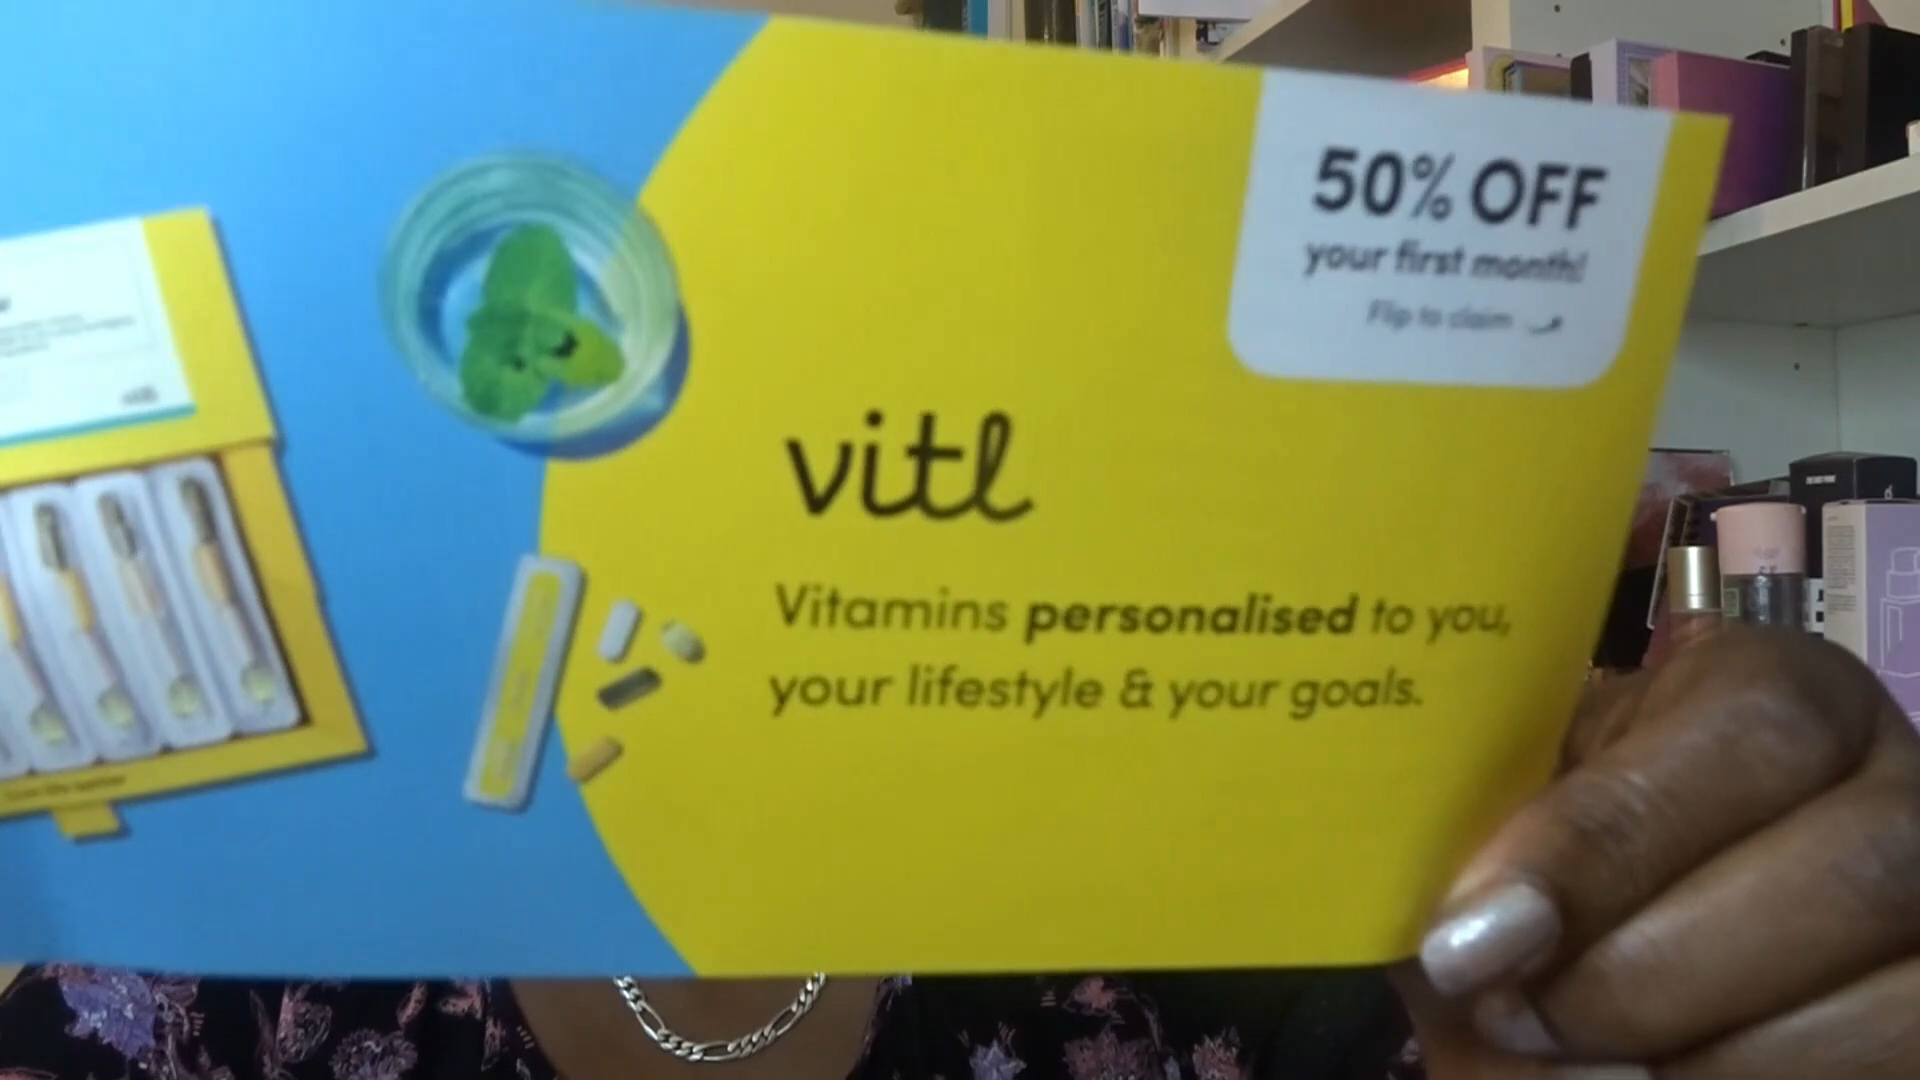 50% OFF
your first month!
Flip to claim
vitl
Vitamins personalised to you,
your lifestyle & your goals.